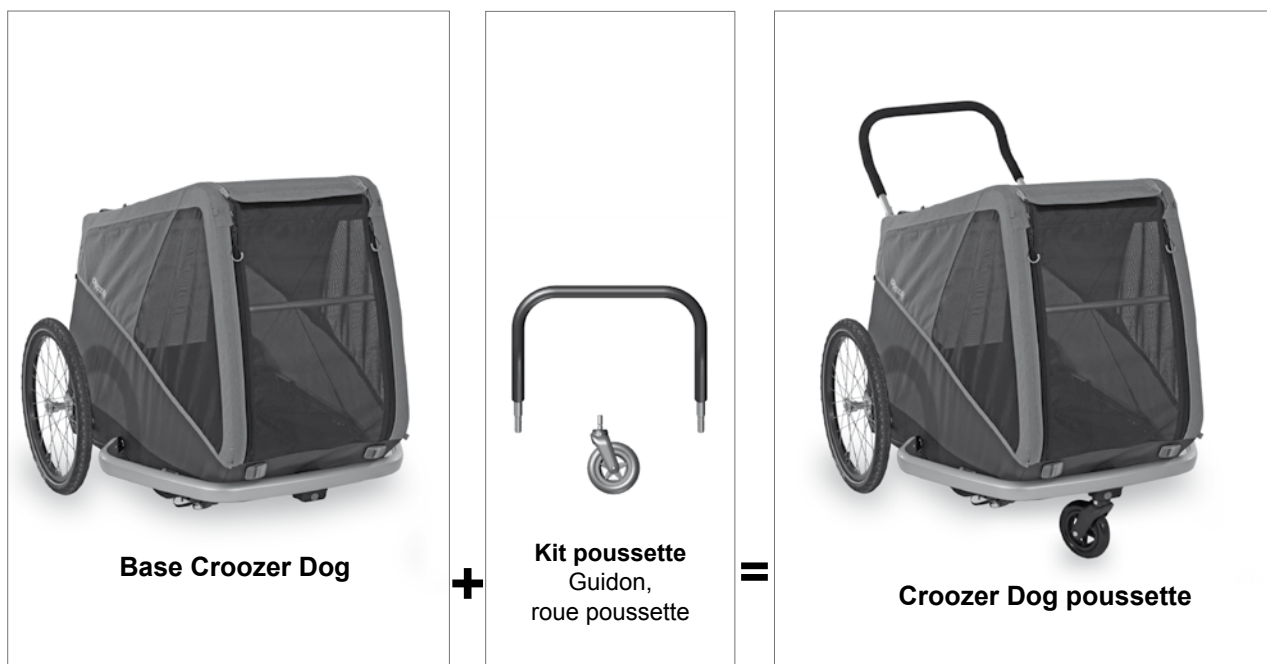 Base Croozer Dog
+
Kit poussette
Guidon,
roue poussette
=
Croozer Dog poussette